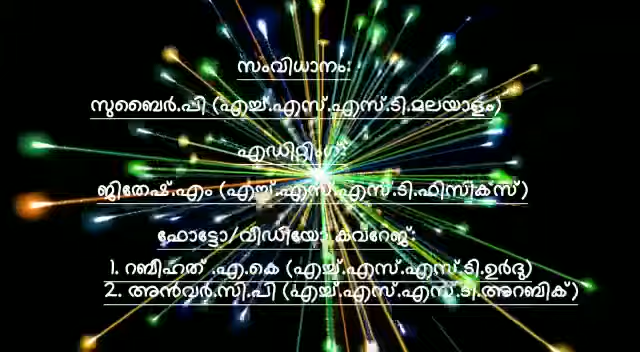 സംവിധാനം:
സുബൈർ.പി (എച്ച്.എസ്.എസ്.ടി.മലയാളം)
എഡിറ്റിംഗ്:
ജിതേഷ്.എം (എച്ച്.എസ്.എസ്.ടി.ഫിസിക്സ്)
ഫോട്ടോ/വീഡിയോ കവറേജ്:
1. റബീഹത് .എ.കെ (എച്ച്.എസ്.എസ്.ടി.ഉർദു)
2. അൻവർ.സി.പി (എച്ച്.എസ്.എസ്.ടി.അറബിക്)